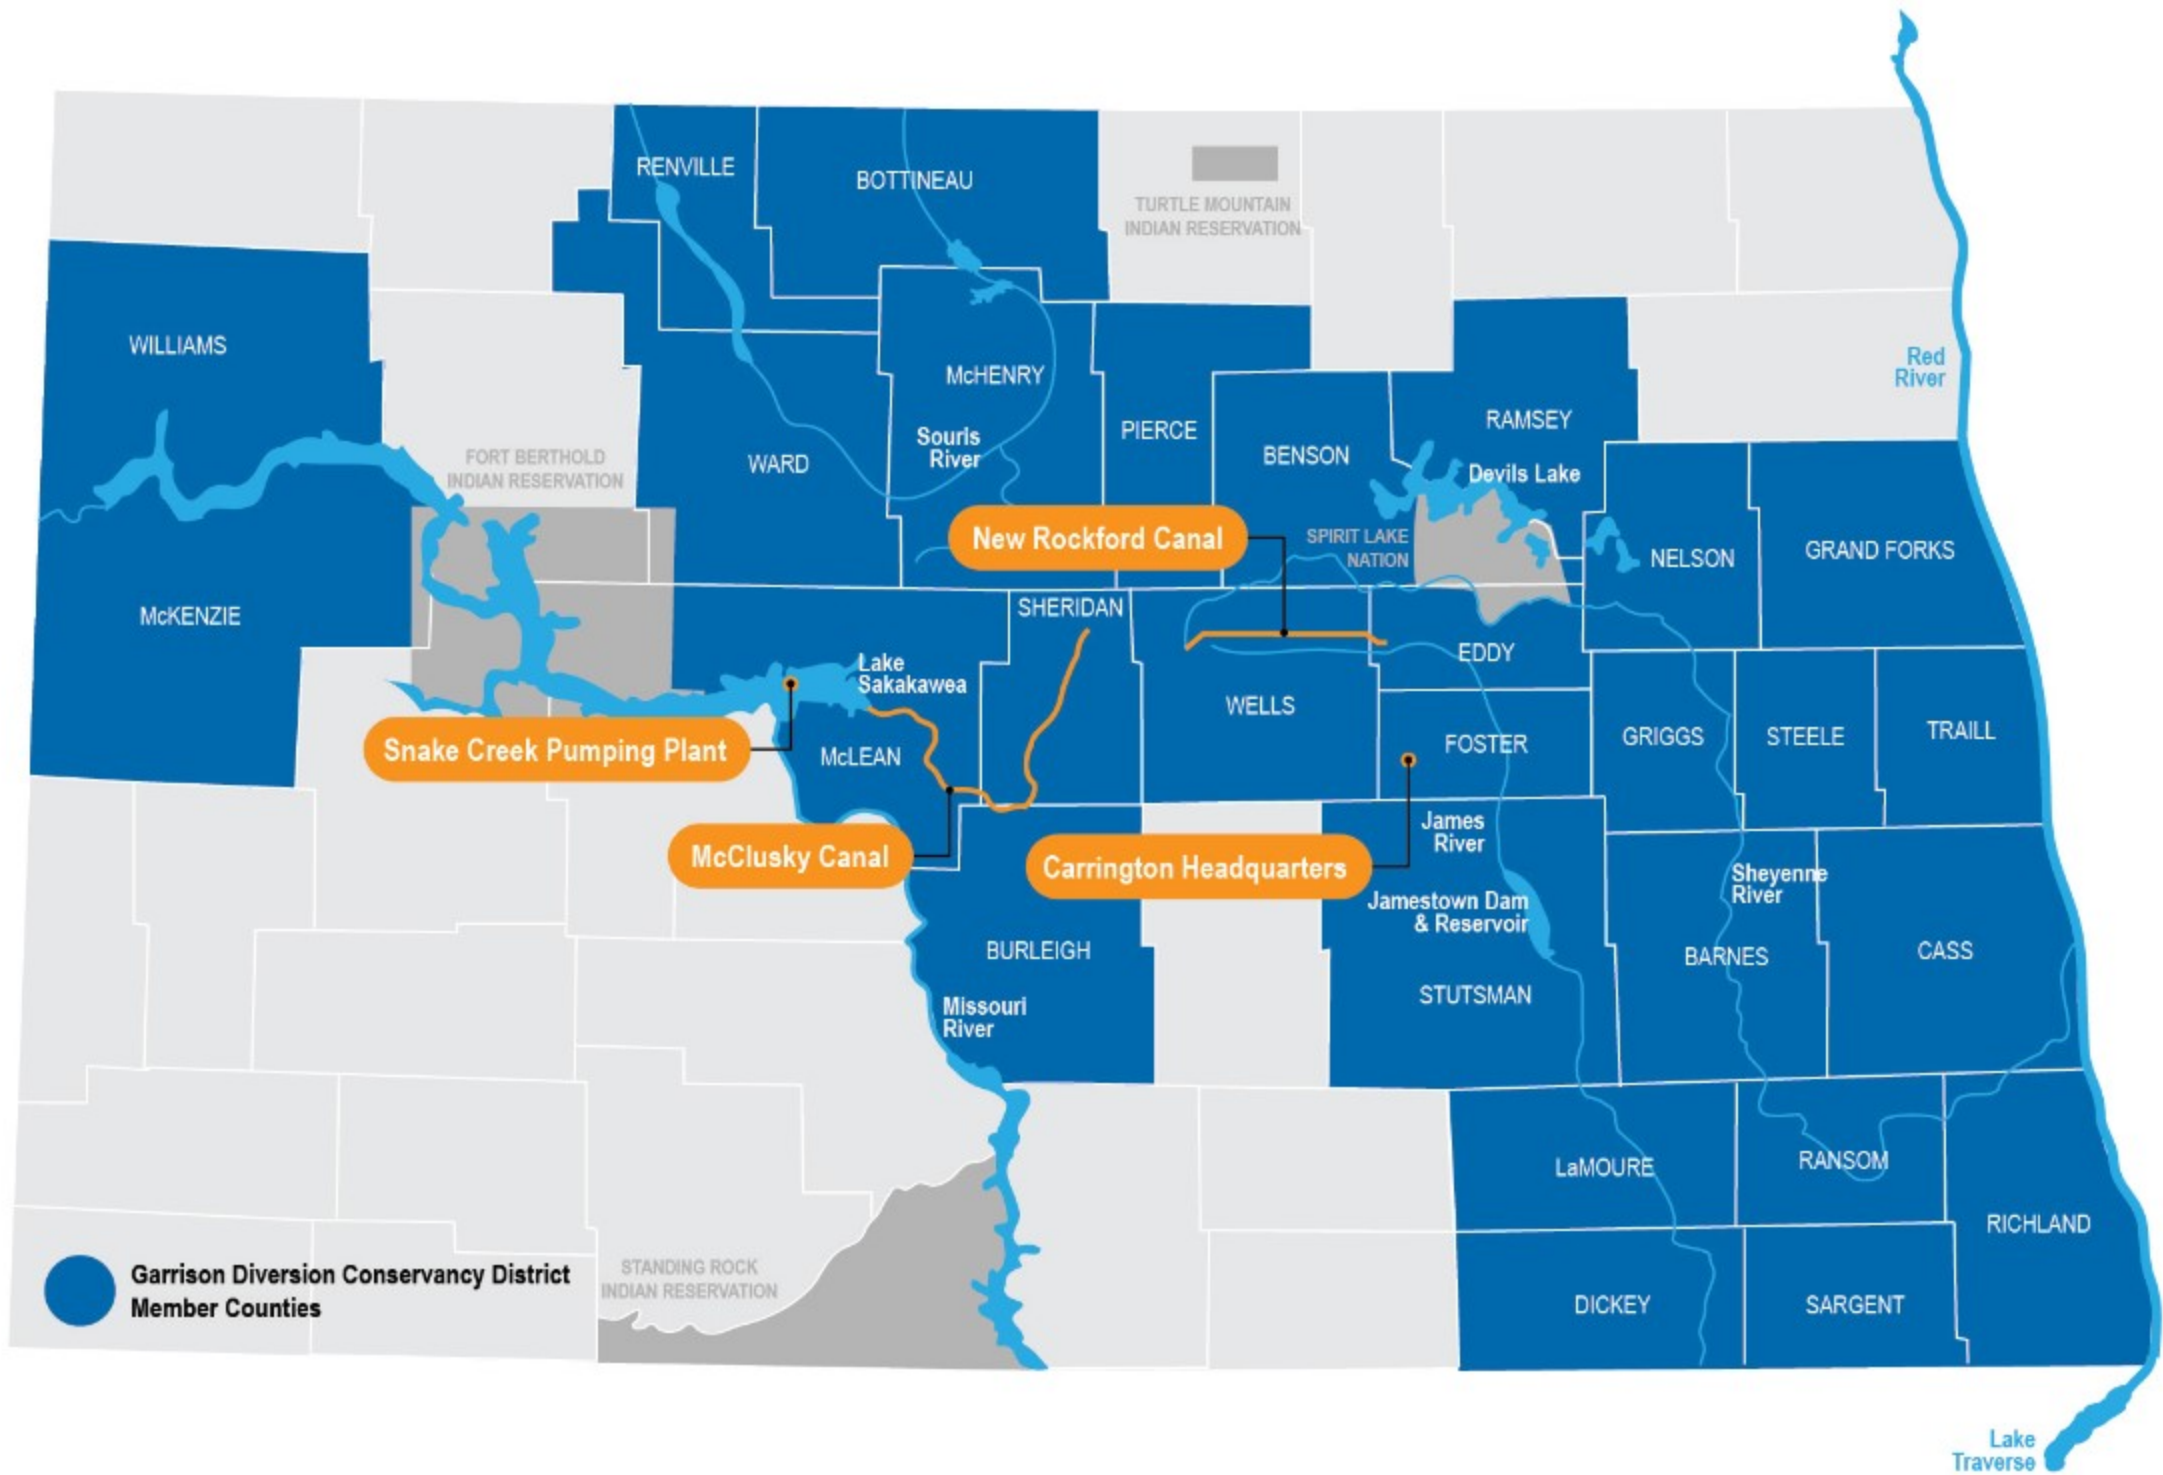 RENVILLE
BOTTINEAU
TURTLE MOUNTAIN
INDIAN RESERVATION
WILLIAMS
Red
River
McHENRY
Souris
River
PIERCE
RAMSEY
BENSON
WARD
FORT BERTHOLD
INDIAN RESERVATION
Devils Lake
New Rockford Canal
SPIRIT LAKE
NATION
NELSON
GRAND FORKS
McKENZIE
SHERIDAN
EDDY
Lake
Sakakawea
WELLS
Snake Creek Pumping Plant
McLEAN
FOSTER
GRIGGS
STEELE
TRAILL
McClusky Canal
Carrington Headquarters
James
River
Jamestown Dam
& Reservoir
Sheyenne
River
BURLEIGH
BARNES
CASS
STUTSMAN
Missouri
River
LaMOURE
RANSOM
RICHLAND
STANDING ROCK
INDIAN RESERVATION
DICKEY
SARGENT
Garrison Diversion Conservancy District
Member Counties
Lake
Traverse